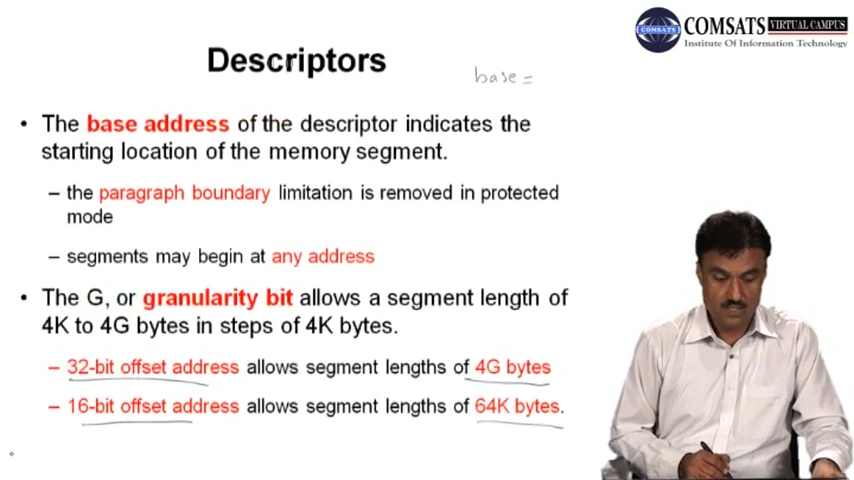 COMSATS VIRTUAL CAMPUS
COMSATS
Institute Of Information Technology
Descriptors
base =
• The base address of the descriptor indicates the
starting location of the memory segment.
– the paragraph boundary limitation is removed in protected
mode
– segments may begin at any address
• The G, or granularity bit allows a segment length of
4K to 4G bytes in steps of 4K bytes.
– 32-bit offset address allows segment lengths of 4G bytes
– 16-bit offset address allows segment lengths of 64K bytes.